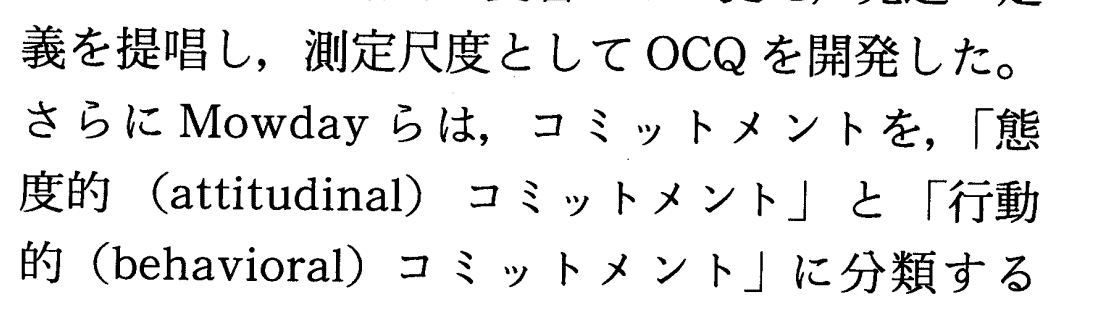 義を提唱し，測定尺度としてOCQを開発した。
さらにMowdayらは，コミットメントを，「態
度的（attitudinal）コミットメント」と「行動
的（behavioral）コミットメント」に分類する